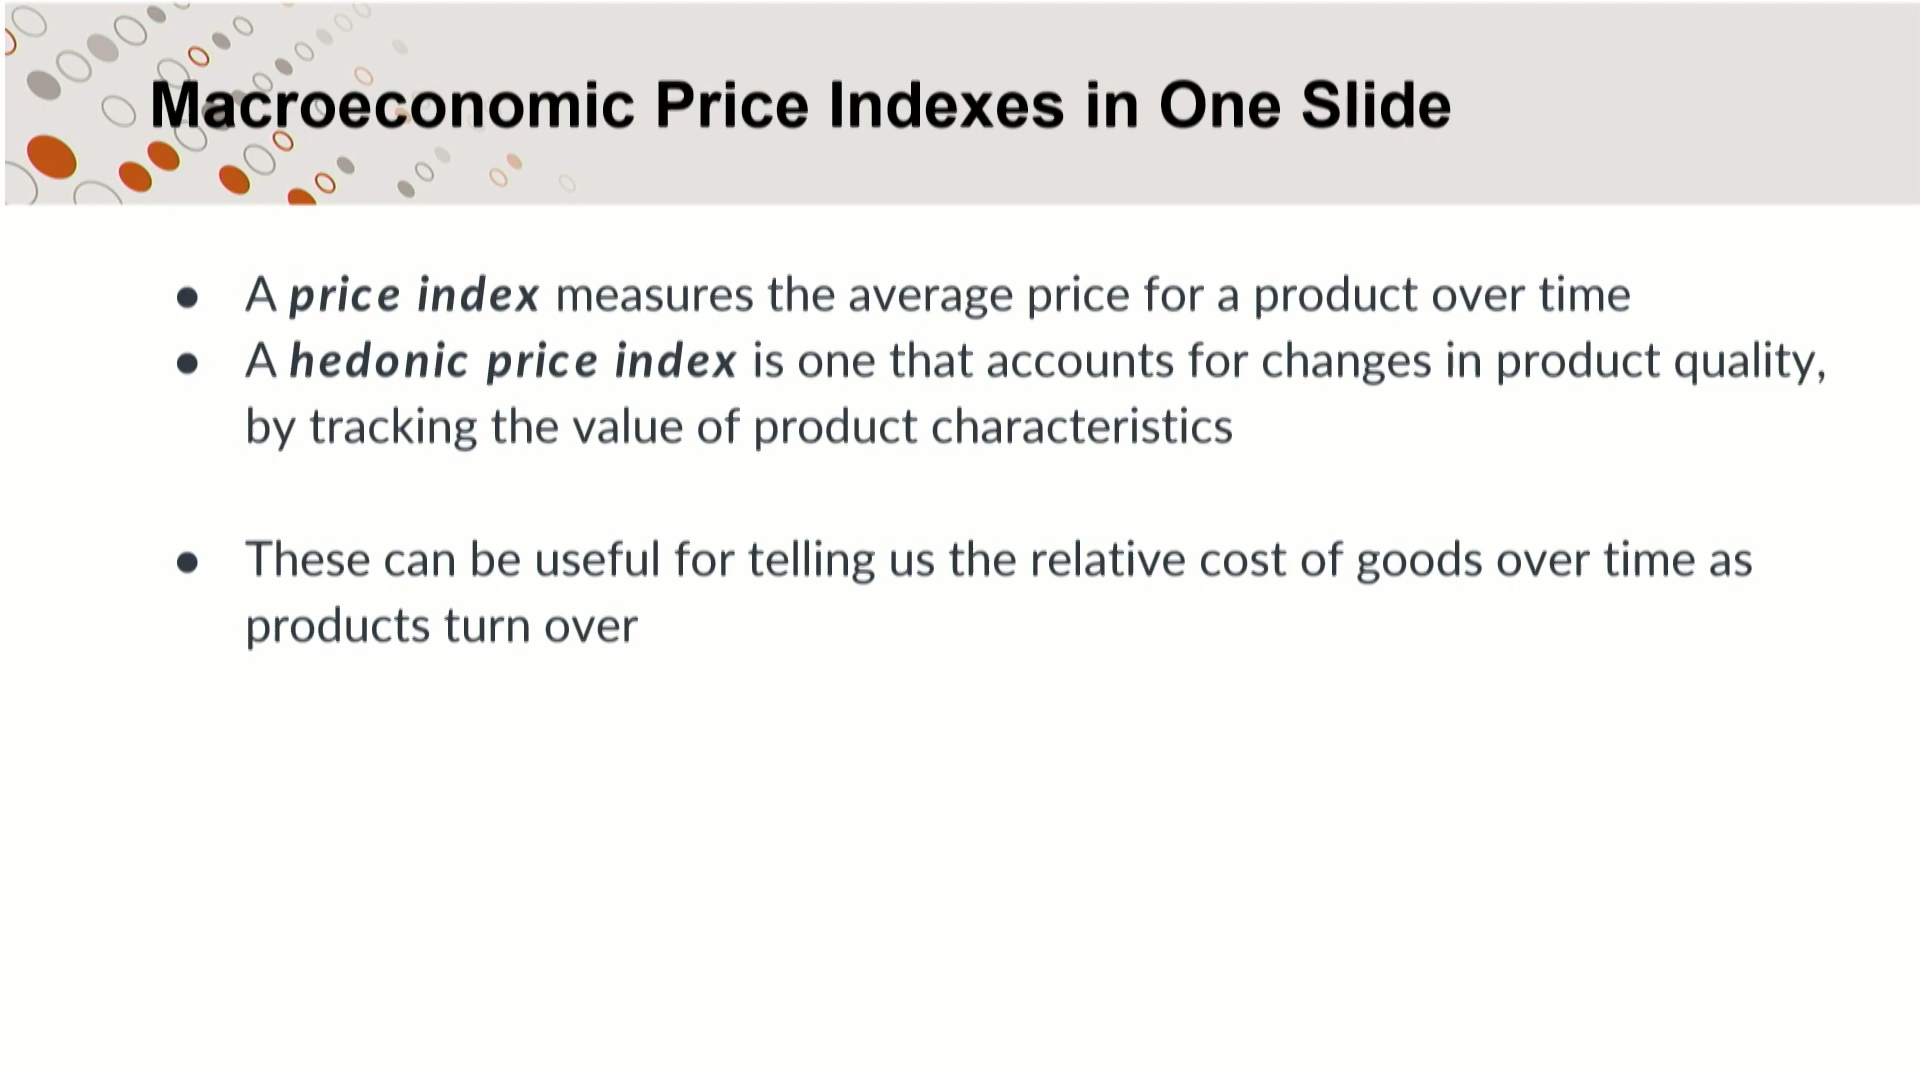 Macroeconomic Price Indexes in One Slide
● A price index measures the average price for a product over time
● A hedonic price index is one that accounts for changes in product quality,
by tracking the value of product characteristics
● These can be useful for telling us the relative cost of goods over time as
products turn over